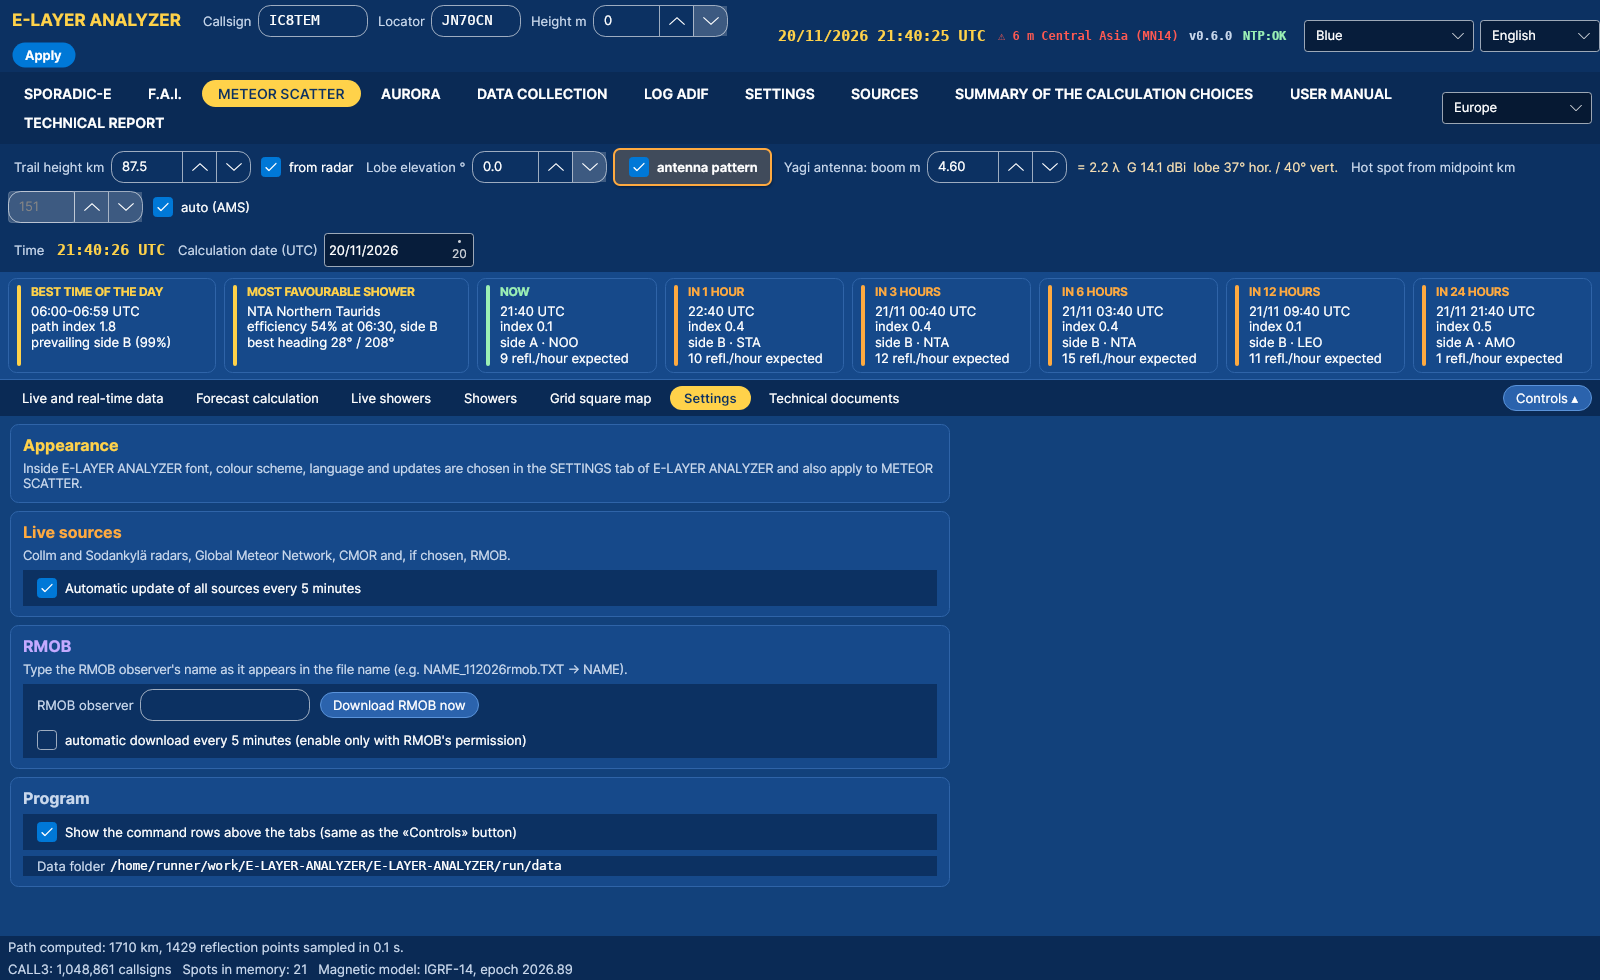 E-LAYER ANALYZER
Callsign IC8TEM Locator JN70CN Height m 0
20/11/2026 21:40:25 UTC ⚠ 6 m Central Asia (MN14) v0.6.0 NTP:OK Blue English
Apply
SPORADIC-E F.A.I. METEOR SCATTER AURORA DATA COLLECTION LOG ADIF SETTINGS SOURCES SUMMARY OF THE CALCULATION CHOICES USER MANUAL
TECHNICAL REPORT
Europe
Trail height km 87.5 from radar Lobe elevation ° 0.0 antenna pattern Yagi antenna: boom m 4.60 = 2.2 λ G 14.1 dBi lobe 37° hor. / 40° vert. Hot spot from midpoint km
151 auto (AMS)
Time 21:40:26 UTC Calculation date (UTC) 20/11/2026 20
BEST TIME OF THE DAY
06:00-06:59 UTC
path index 1.8
prevailing side B (99%)
MOST FAVOURABLE SHOWER
NTA Northern Taurids
efficiency 54% at 06:30, side B
best heading 28° / 208°
NOW
21:40 UTC
index 0.1
side A · NOO
9 refl./hour expected
IN 1 HOUR
22:40 UTC
index 0.4
side B · STA
10 refl./hour expected
IN 3 HOURS
21/11 00:40 UTC
index 0.4
side B · NTA
12 refl./hour expected
IN 6 HOURS
21/11 03:40 UTC
index 0.4
side B · NTA
15 refl./hour expected
IN 12 HOURS
21/11 09:40 UTC
index 0.1
side B · LEO
11 refl./hour expected
IN 24 HOURS
21/11 21:40 UTC
index 0.5
side A · AMO
1 refl./hour expected
Live and real-time data Forecast calculation Live showers Showers Grid square map Settings Technical documents Controls ▴
Appearance
Inside E-LAYER ANALYZER font, colour scheme, language and updates are chosen in the SETTINGS tab of E-LAYER ANALYZER and also apply to METEOR
SCATTER.
Live sources
Collm and Sodankylä radars, Global Meteor Network, CMOR and, if chosen, RMOB.
Automatic update of all sources every 5 minutes
RMOB
Type the RMOB observer's name as it appears in the file name (e.g. NAME_112026rmob.TXT → NAME).
RMOB observer Download RMOB now
automatic download every 5 minutes (enable only with RMOB's permission)
Program
Show the command rows above the tabs (same as the «Controls» button)
Data folder /home/runner/work/E-LAYER-ANALYZER/E-LAYER-ANALYZER/run/data
Path computed: 1710 km, 1429 reflection points sampled in 0.1 s.
CALL3: 1,048,861 callsigns Spots in memory: 21 Magnetic model: IGRF-14, epoch 2026.89